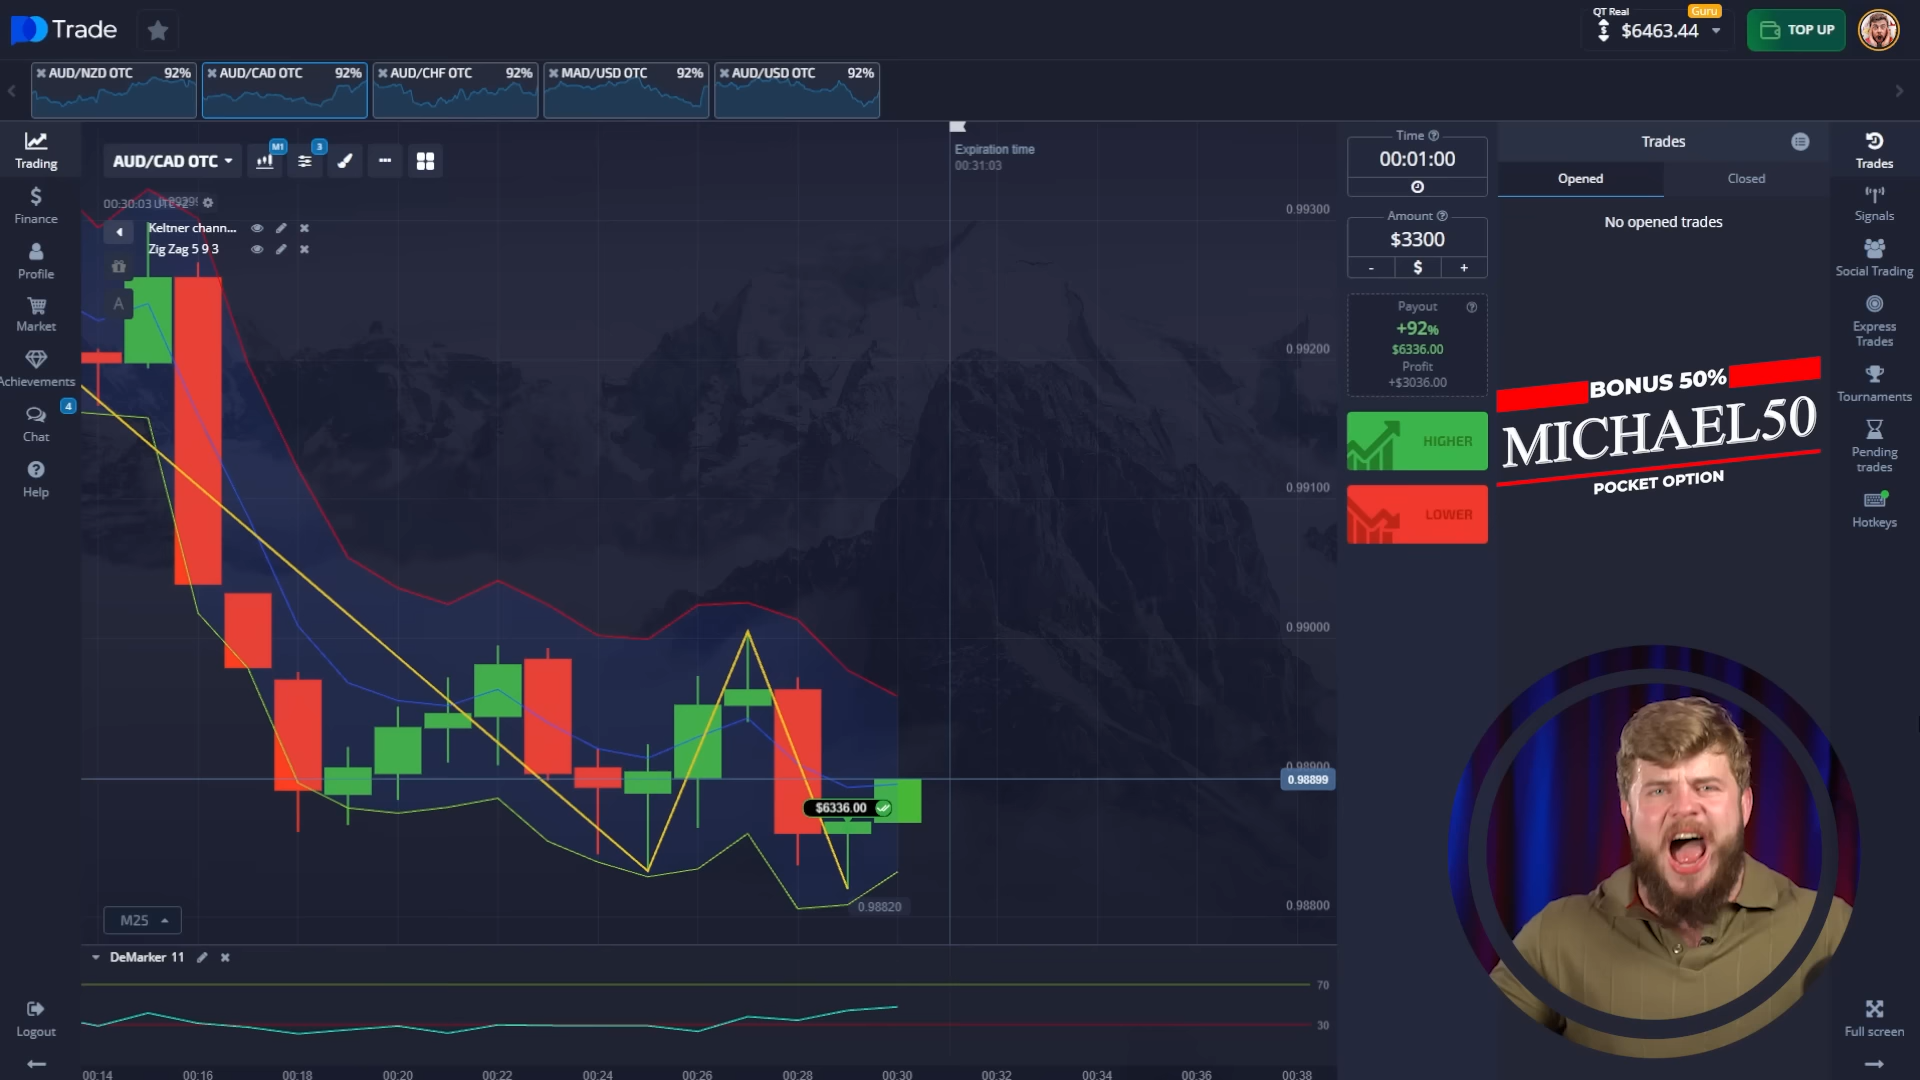 Trade
QT Real
Guru
$6463.44
TOP UP
AUD/NZD OTC 92%
AUD/CAD OTC 92%
AUD/CHF OTC 92%
MAD/USD OTC 92%
AUD/USD OTC 92%
Trading
Finance
Profile
Market
Achievements
4
Chat
Help
Logout
AUD/CAD OTC
M1
3
00:30:03
Keltner chann...
Zig Zag 5 9 3
A
Expiration time
00:31:03
0.99300
0.99200
0.99100
0.99000
0.98900
0.98899
0.98800
$6336.00
0.98820
M25
DeMarker 11
70
30
00:14 00:16 00:18 00:20 00:22 00:24 00:26 00:28 00:30 00:32 00:34 00:36 00:38
Time
00:01:00
Amount
$3300
- $ +
Payout
+92%
$6336.00
Profit
+$3036.00
HIGHER
LOWER
Trades
Opened
Closed
No opened trades
BONUS 50%
MICHAEL50
POCKET OPTION
Trades
Signals
Social Trading
Express
Trades
Tournaments
Pending
trades
Hotkeys
Full screen